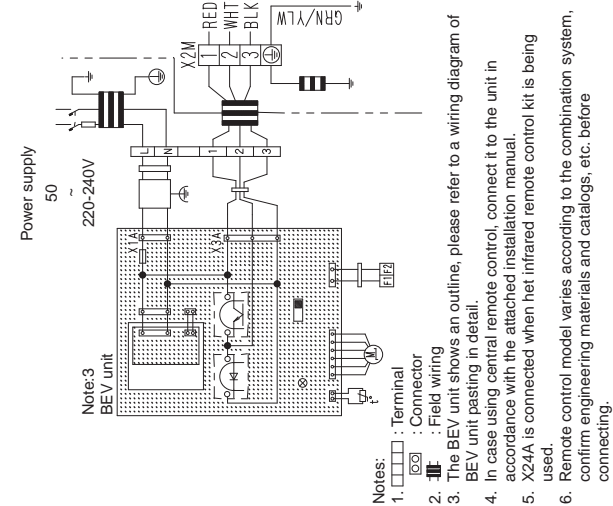 Power supply
50
~
220-240V
Note:3
BEV unit
X1A
X3A
L
N
1
2
3
X2M
1
2
3
RED
WHT
BLK
GRN/YLW
F1 F2
M
t°
Notes:
1. : Terminal
: Connector
2. : Field wiring
3. The BEV unit shows an outline, please refer to a wiring diagram of
BEV unit pasting in detail.
4. In case using central remote control, connect it to the unit in
accordance with the attached installation manual.
5. X24A is connected when het infrared remote control kit is being
used.
6. Remote control model varies according to the combination system,
confirm engineering materials and catalogs, etc. before
connecting.